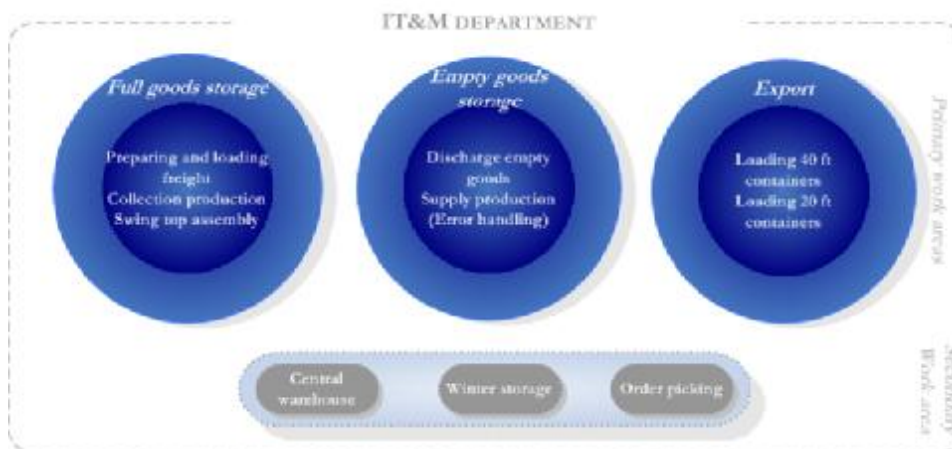 IT&M DEPARTMENT
Full goods storage
Preparing and loading
freight
Collection production
Swing top assembly
Empty goods
storage
Discharge empty
goods
Supply production
(Error handling)
Export
Loading 40 ft
containers
Loading 20 ft
containers
Primary work areas
Central
warehouse
Winter storage
Order picking
Secondary
Work area